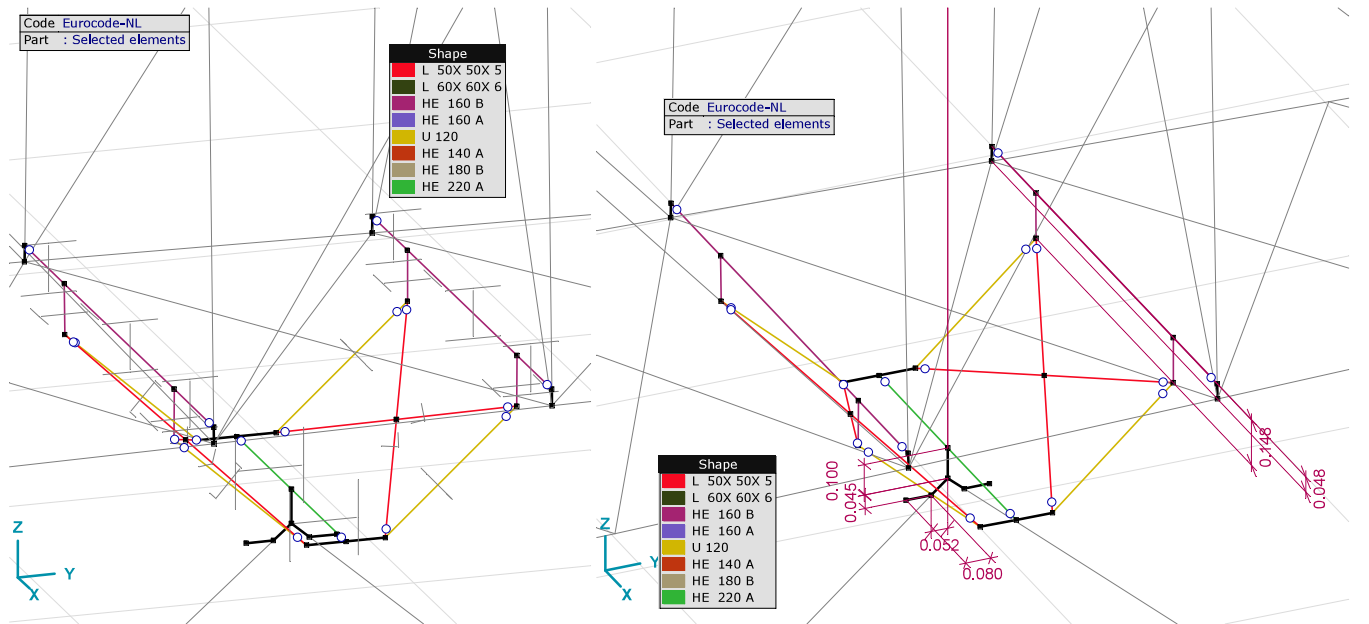 Code Eurocode-NL
Part : Selected elements
Shape
L 50X 50X 5
L 60X 60X 6
HE 160 B
HE 160 A
U 120
HE 140 A
HE 180 B
HE 220 A
Z
Y
X
Code Eurocode-NL
Part : Selected elements
0.148
0.048
0.100
0.045
0.052
0.080
Shape
L 50X 50X 5
L 60X 60X 6
HE 160 B
HE 160 A
U 120
HE 140 A
HE 180 B
HE 220 A
Z
Y
X